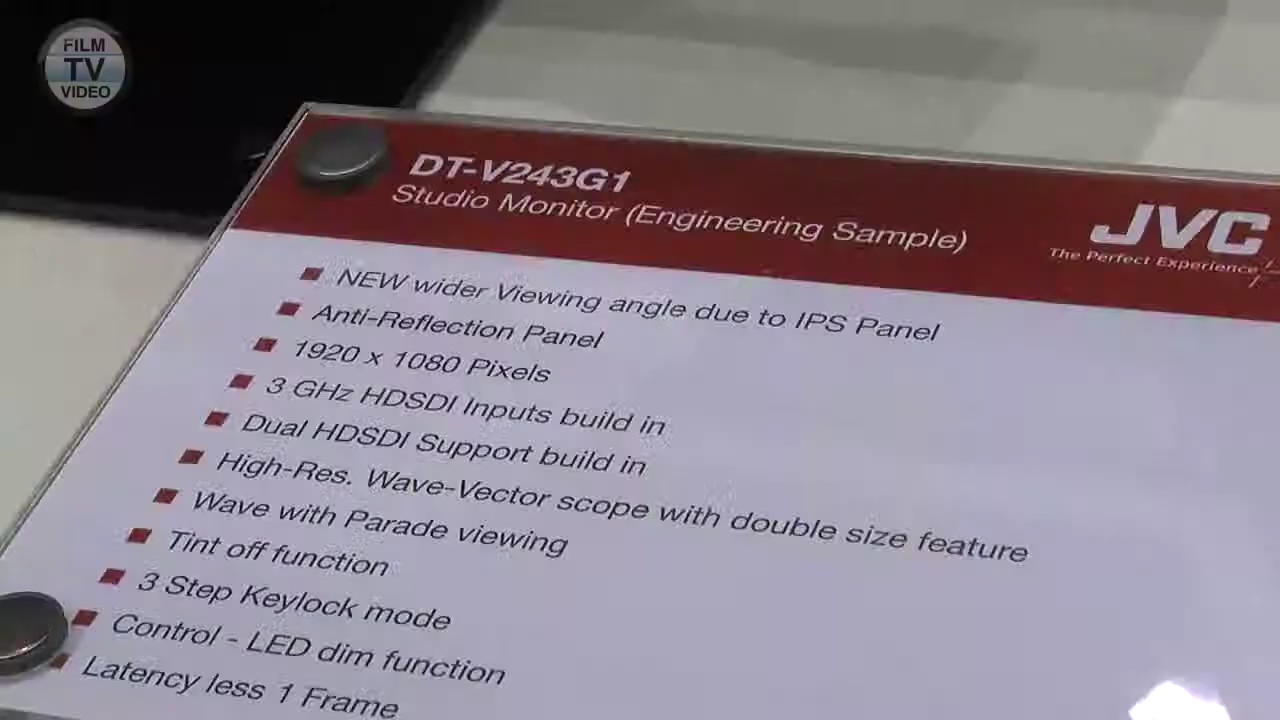 FILM
TV
VIDEO
DT-V243G1
Studio Monitor (Engineering Sample)
JVC
The Perfect Experience
NEW wider Viewing angle due to IPS Panel
Anti-Reflection Panel
1920 x 1080 Pixels
3 GHz HDSDI Inputs build in
Dual HDSDI Support build in
High-Res. Wave-Vector scope with double size feature
Wave with Parade viewing
Tint off function
3 Step Keylock mode
Control - LED dim function
Latency less 1 Frame